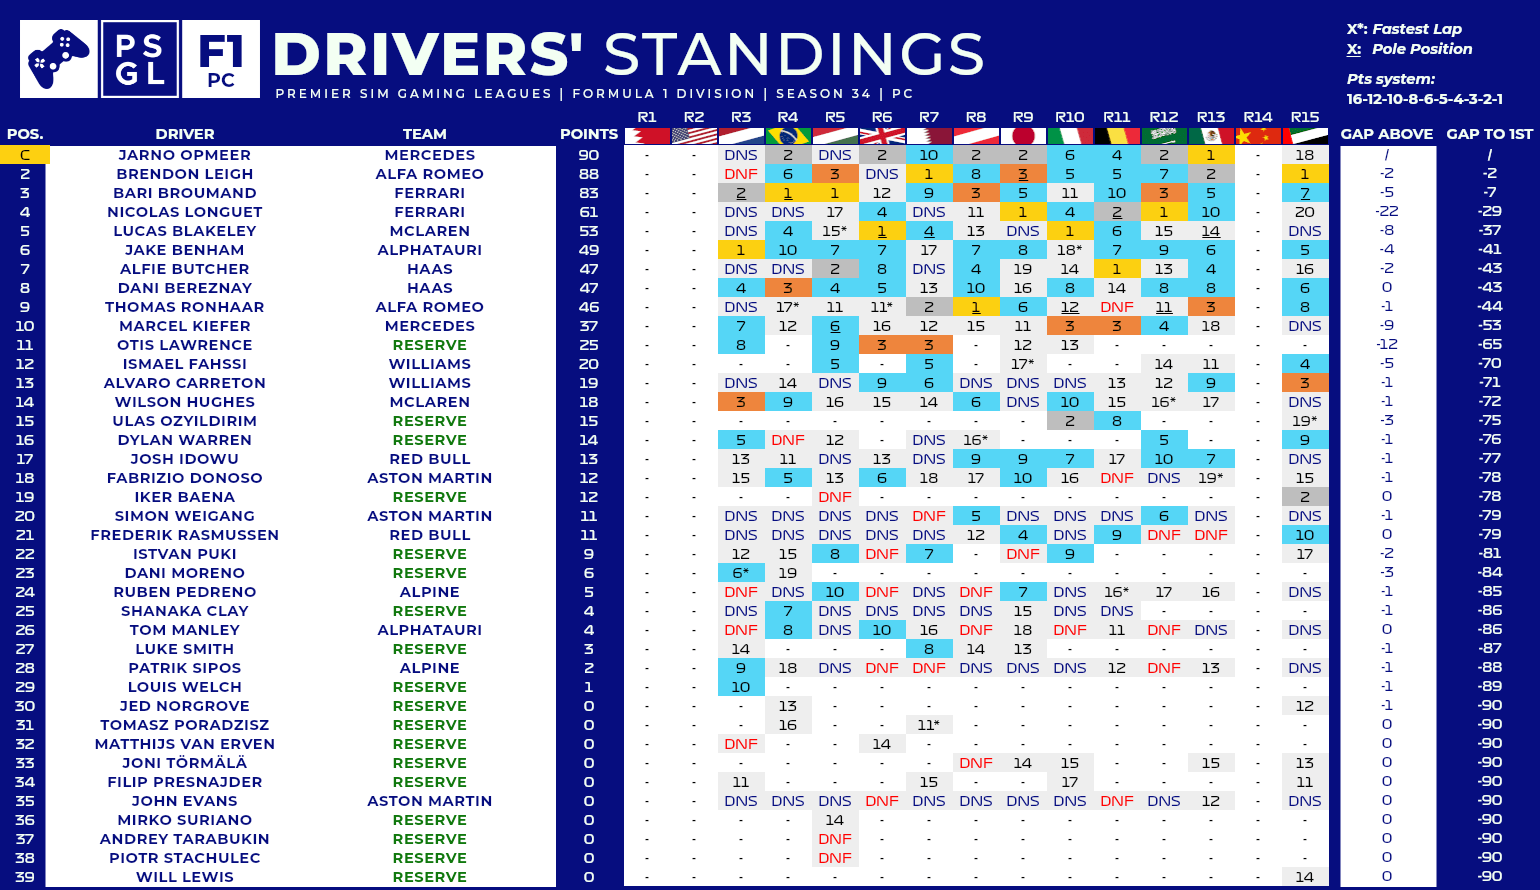 PS
GL
F1
PC
DRIVERS' STANDINGS
PREMIER SIM GAMING LEAGUES | FORMULA 1 DIVISION | SEASON 34 | PC
X*: Fastest Lap
X: Pole Position
Pts system:
16-12-10-8-6-5-4-3-2-1
R1 R2 R3 R4 R5 R6 R7 R8 R9 R10 R11 R12 R13 R14 R15
POS. DRIVER TEAM POINTS GAP ABOVE GAP TO 1ST
C JARNO OPMEER MERCEDES 90 - - DNS 2 DNS 2 10 2 2 6 4 2 1 - 18 / /
2 BRENDON LEIGH ALFA ROMEO 88 - - DNF 6 3 DNS 1 8 3 5 5 7 2 - 1 -2 -2
3 BARI BROUMAND FERRARI 83 - - 2 1 1 12 9 3 5 11 10 3 5 - 7 -5 -7
4 NICOLAS LONGUET FERRARI 61 - - DNS DNS 17 4 DNS 11 1 4 2 1 10 - 20 -22 -29
5 LUCAS BLAKELEY MCLAREN 53 - - DNS 4 15* 1 4 13 DNS 1 6 15 14 - DNS -8 -37
6 JAKE BENHAM ALPHATAURI 49 - - 1 10 7 7 17 7 8 18* 7 9 6 - 5 -4 -41
7 ALFIE BUTCHER HAAS 47 - - DNS DNS 2 8 DNS 4 19 14 1 13 4 - 16 -2 -43
8 DANI BEREZNAY HAAS 47 - - 4 3 4 5 13 10 16 8 14 8 8 - 6 0 -43
9 THOMAS RONHAAR ALFA ROMEO 46 - - DNS 17* 11 11* 2 1 6 12 DNF 11 3 - 8 -1 -44
10 MARCEL KIEFER MERCEDES 37 - - 7 12 6 16 12 15 11 3 3 4 18 - DNS -9 -53
11 OTIS LAWRENCE RESERVE 25 - - 8 - 9 3 3 - 12 13 - - - - - -12 -65
12 ISMAEL FAHSSI WILLIAMS 20 - - - - 5 - 5 - 17* - - 14 11 - 4 -5 -70
13 ALVARO CARRETON WILLIAMS 19 - - DNS 14 DNS 9 6 DNS DNS DNS 13 12 9 - 3 -1 -71
14 WILSON HUGHES MCLAREN 18 - - 3 9 16 15 14 6 DNS 10 15 16* 17 - DNS -1 -72
15 ULAS OZYILDIRIM RESERVE 15 - - - - - - - - - 2 8 - - - 19* -3 -75
16 DYLAN WARREN RESERVE 14 - - 5 DNF 12 - DNS 16* - - - 5 - - 9 -1 -76
17 JOSH IDOWU RED BULL 13 - - 13 11 DNS 13 DNS 9 9 7 17 10 7 - DNS -1 -77
18 FABRIZIO DONOSO ASTON MARTIN 12 - - 15 5 13 6 18 17 10 16 DNF DNS 19* - 15 -1 -78
19 IKER BAENA RESERVE 12 - - - - DNF - - - - - - - - - 2 0 -78
20 SIMON WEIGANG ASTON MARTIN 11 - - DNS DNS DNS DNS DNF 5 DNS DNS DNS 6 DNS - DNS -1 -79
21 FREDERIK RASMUSSEN RED BULL 11 - - DNS DNS DNS DNS DNS 12 4 DNS 9 DNF DNF - 10 0 -79
22 ISTVAN PUKI RESERVE 9 - - 12 15 8 DNF 7 - DNF 9 - - - - 17 -2 -81
23 DANI MORENO RESERVE 6 - - 6* 19 - - - - - - - - - - - -3 -84
24 RUBEN PEDRENO ALPINE 5 - - DNF DNS 10 DNF DNS DNF 7 DNS 16* 17 16 - DNS -1 -85
25 SHANAKA CLAY RESERVE 4 - - DNS 7 DNS DNS DNS DNS 15 DNS DNS - - - - -1 -86
26 TOM MANLEY ALPHATAURI 4 - - DNF 8 DNS 10 16 DNF 18 DNF 11 DNF DNS - DNS 0 -86
27 LUKE SMITH RESERVE 3 - - 14 - - - 8 14 13 - - - - - - -1 -87
28 PATRIK SIPOS ALPINE 2 - - 9 18 DNS DNF DNF DNS DNS DNS 12 DNF 13 - DNS -1 -88
29 LOUIS WELCH RESERVE 1 - - 10 - - - - - - - - - - - - -1 -89
30 JED NORGROVE RESERVE 0 - - - 13 - - - - - - - - - - 12 -1 -90
31 TOMASZ PORADZISZ RESERVE 0 - - - 16 - - 11* - - - - - - - - 0 -90
32 MATTHIJS VAN ERVEN RESERVE 0 - - DNF - - 14 - - - - - - - - - 0 -90
33 JONI TÖRMÄLÄ RESERVE 0 - - - - - - - DNF 14 15 - - 15 - 13 0 -90
34 FILIP PRESNAJDER RESERVE 0 - - 11 - - - 15 - - 17 - - - - 11 0 -90
35 JOHN EVANS ASTON MARTIN 0 - - DNS DNS DNS DNF DNS DNS DNS DNS DNF DNS 12 - DNS 0 -90
36 MIRKO SURIANO RESERVE 0 - - - - 14 - - - - - - - - - - 0 -90
37 ANDREY TARABUKIN RESERVE 0 - - - - DNF - - - - - - - - - - 0 -90
38 PIOTR STACHULEC RESERVE 0 - - - - DNF - - - - - - - - - - 0 -90
39 WILL LEWIS RESERVE 0 - - - - - - - - - - - - - - 14 0 -90